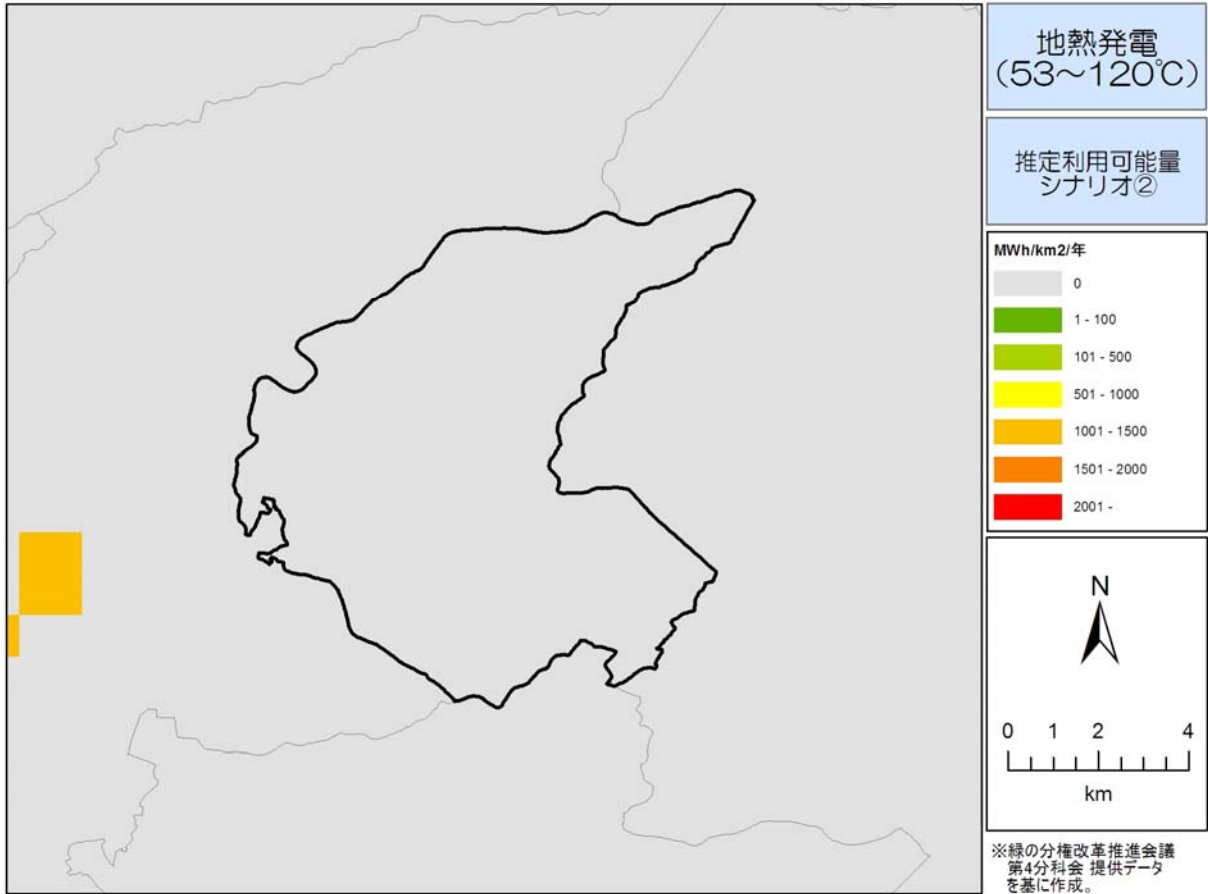 地熱発電
（53～120℃）
推定利用可能量
シナリオ②
MWh/km2/年
0
1 - 100
101 - 500
501 - 1000
1001 - 1500
1501 - 2000
2001 -
N
0 1 2 4
km
※緑の分権改革推進会議
第4分科会 提供データ
を基に作成。